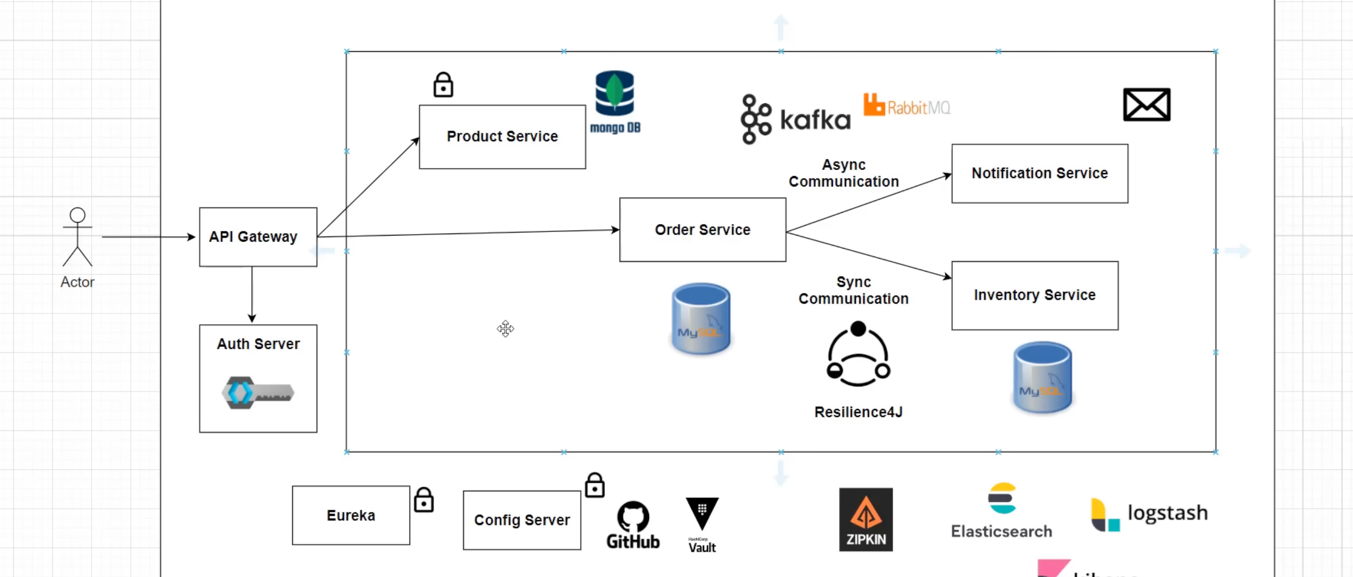 Product Service
mongo DB
kafka
RabbitMQ
Async
Communication
Notification Service
Actor
API Gateway
Order Service
Auth Server
MySQL
Sync
Communication
Inventory Service
Resilience4J
MySQL
Eureka
Config Server
GitHub
HashiCorp
Vault
ZIPKIN
Elasticsearch
logstash